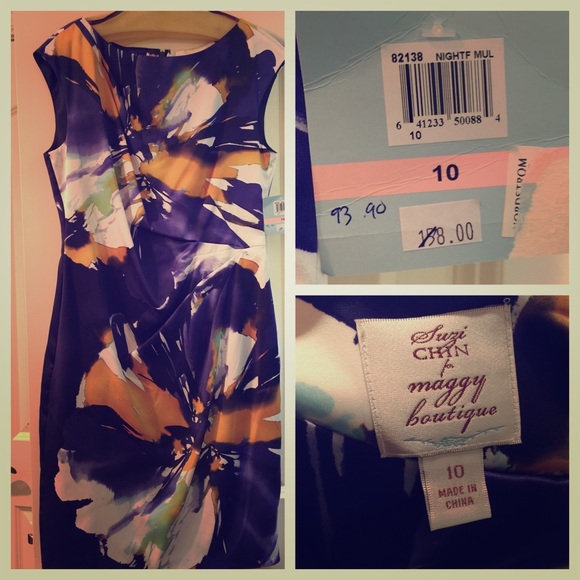 82138 NIGHTF MUL
6 41233 50088 4
10
10
NORDSTROM
93.90
158.00
Suzi
CHIN
for
maggy
boutique
10
MADE IN
CHINA